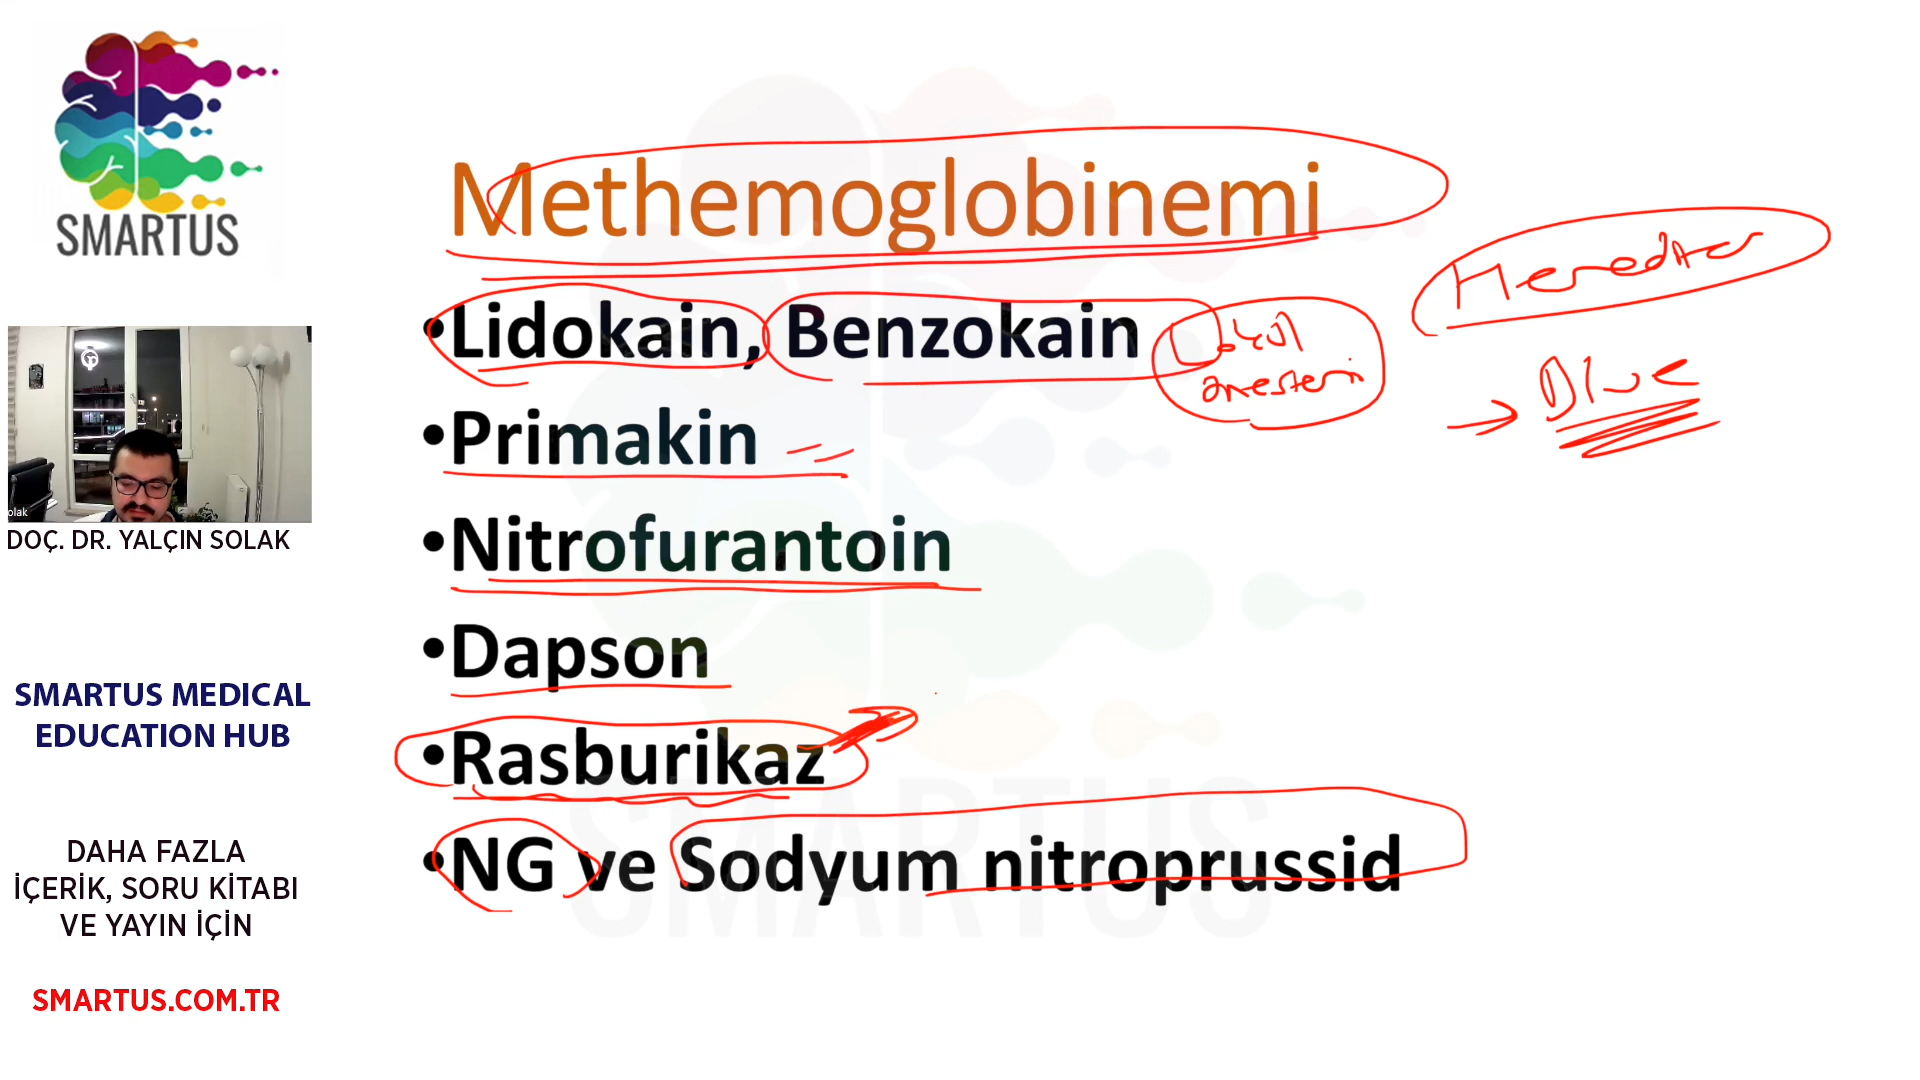 SMARTUS
Methemoglobinemi
Herediter
•Lidokain, Benzokain
Lokal
anestezi
Blue
•Primakin
•Nitrofurantoin
•Dapson
•Rasburikaz
•NG ve Sodyum nitroprussid
olak
DOÇ. DR. YALÇIN SOLAK
SMARTUS MEDICAL
EDUCATION HUB
DAHA FAZLA
İÇERİK, SORU KİTABI
VE YAYIN İÇİN
SMARTUS.COM.TR
SMARTUS